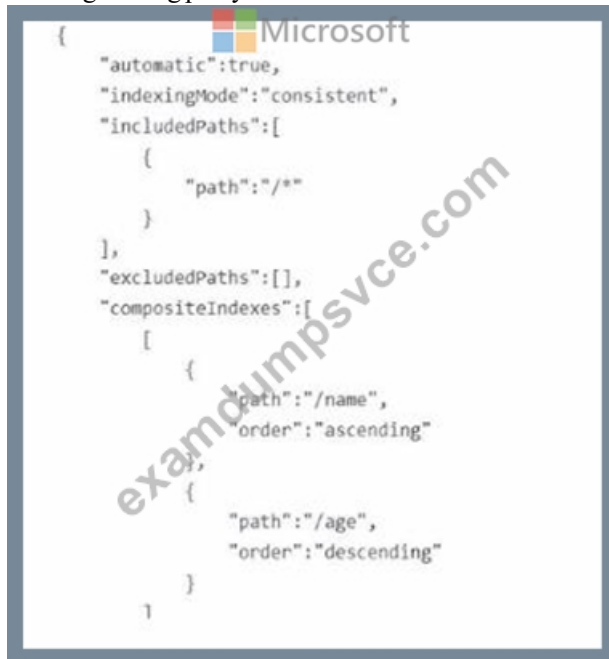 Microsoft
{
"automatic":true,
"indexingMode":"consistent",
"includedPaths":[
{
"path":"/*"
}
],
"excludedPaths":[],
"compositeIndexes":[
[
{
"path":"/name",
"order":"ascending"
},
{
"path":"/age",
"order":"descending"
}
]
examdumpsvce.com